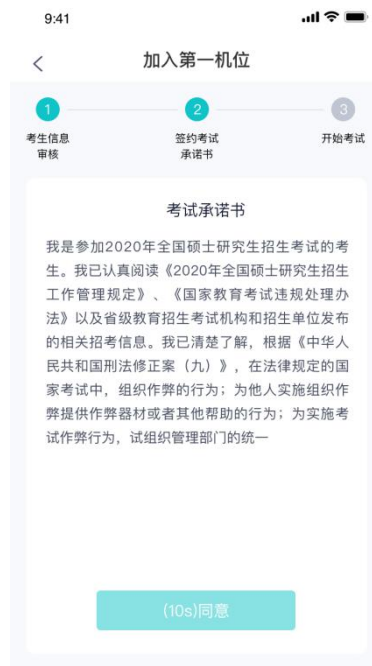 9:41
加入第一机位
1
2
3
考生信息
审核
签约考试
承诺书
开始考试
考试承诺书
我是参加2020年全国硕士研究生招生考试的考
生。我已认真阅读《2020年全国硕士研究生招生
工作管理规定》、《国家教育考试违规处理办
法》以及省级教育招生考试机构和招生单位发布
的相关招考信息。我已清楚了解，根据《中华人
民共和国刑法修正案（九）》，在法律规定的国
家考试中，组织作弊的行为；为他人实施组织作
弊提供作弊器材或者其他帮助的行为；为实施考
试作弊行为，试组织管理部门的统一
(10s)同意